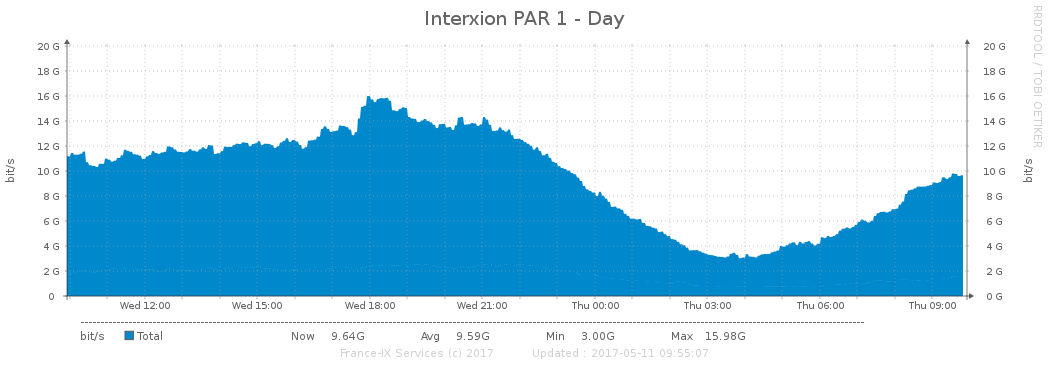 Interxion PAR 1 - Day
RRDTOOL / TOBI OETIKER
bit/s
20 G 20 G
18 G 18 G
16 G 16 G
14 G 14 G
12 G 12 G
10 G 10 G
8 G 8 G
6 G 6 G
4 G 4 G
2 G 2 G
0 0 G
bit/s
Wed 12:00 Wed 15:00 Wed 18:00 Wed 21:00 Thu 00:00 Thu 03:00 Thu 06:00 Thu 09:00
bit/s Total Now 9.64G Avg 9.59G Min 3.00G Max 15.98G
France-IX Services (c) 2017 Updated : 2017-05-11 09:55:07